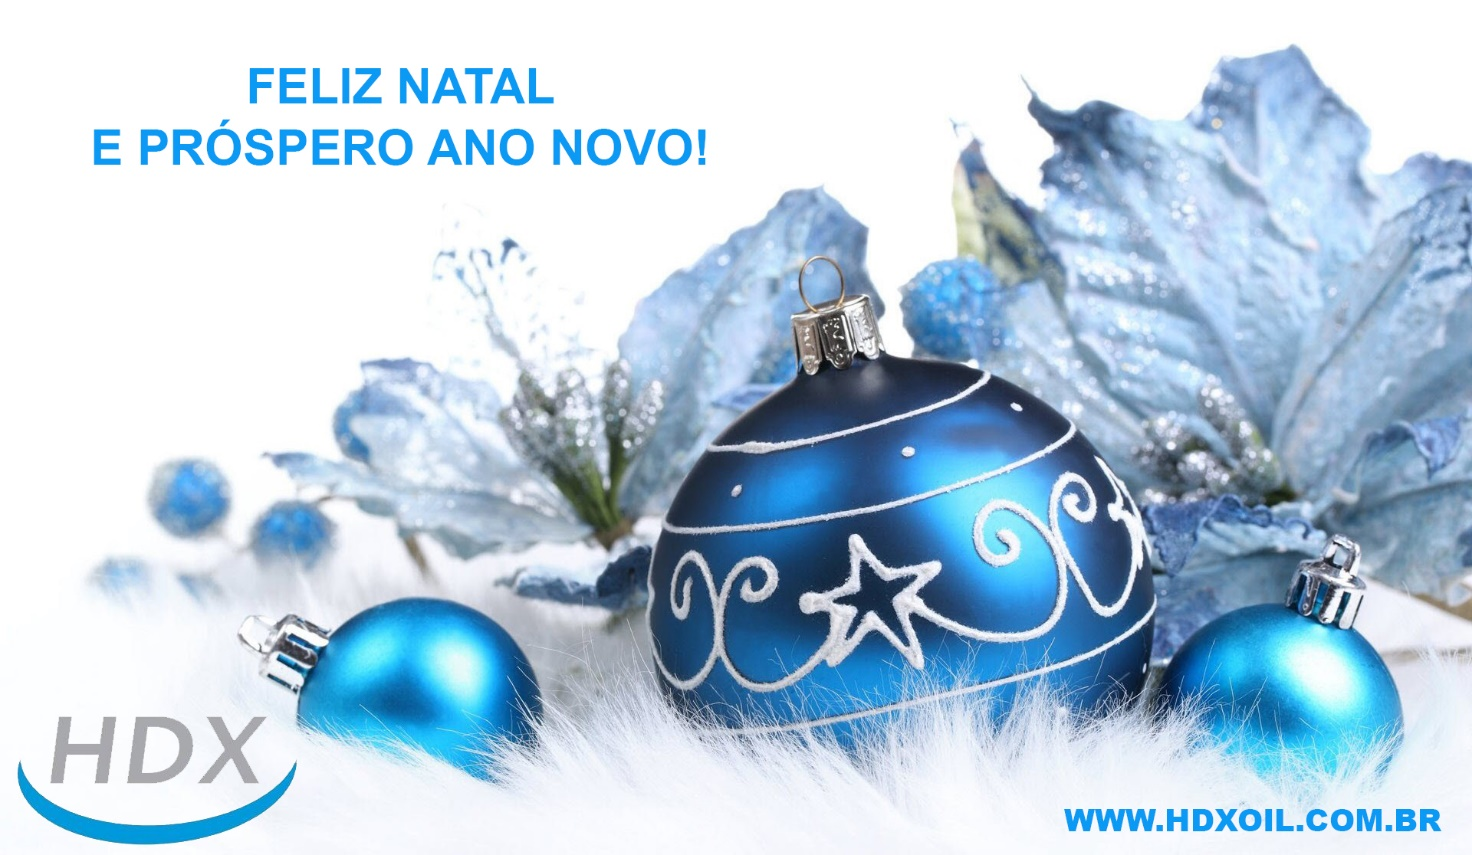 FELIZ NATAL
E PRÓSPERO ANO NOVO!
HDX
WWW.HDXOIL.COM.BR